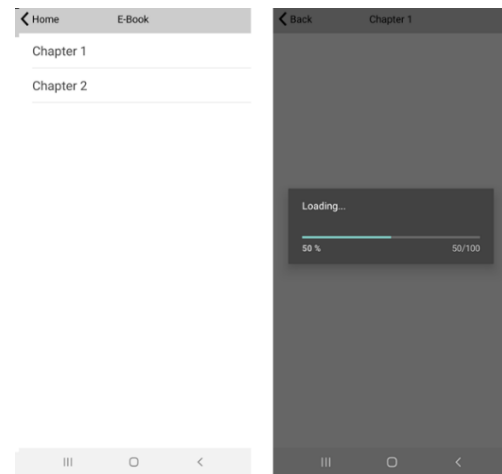 Home E-Book
Chapter 1
Chapter 2
Back Chapter 1
Loading...
50 % 50/100